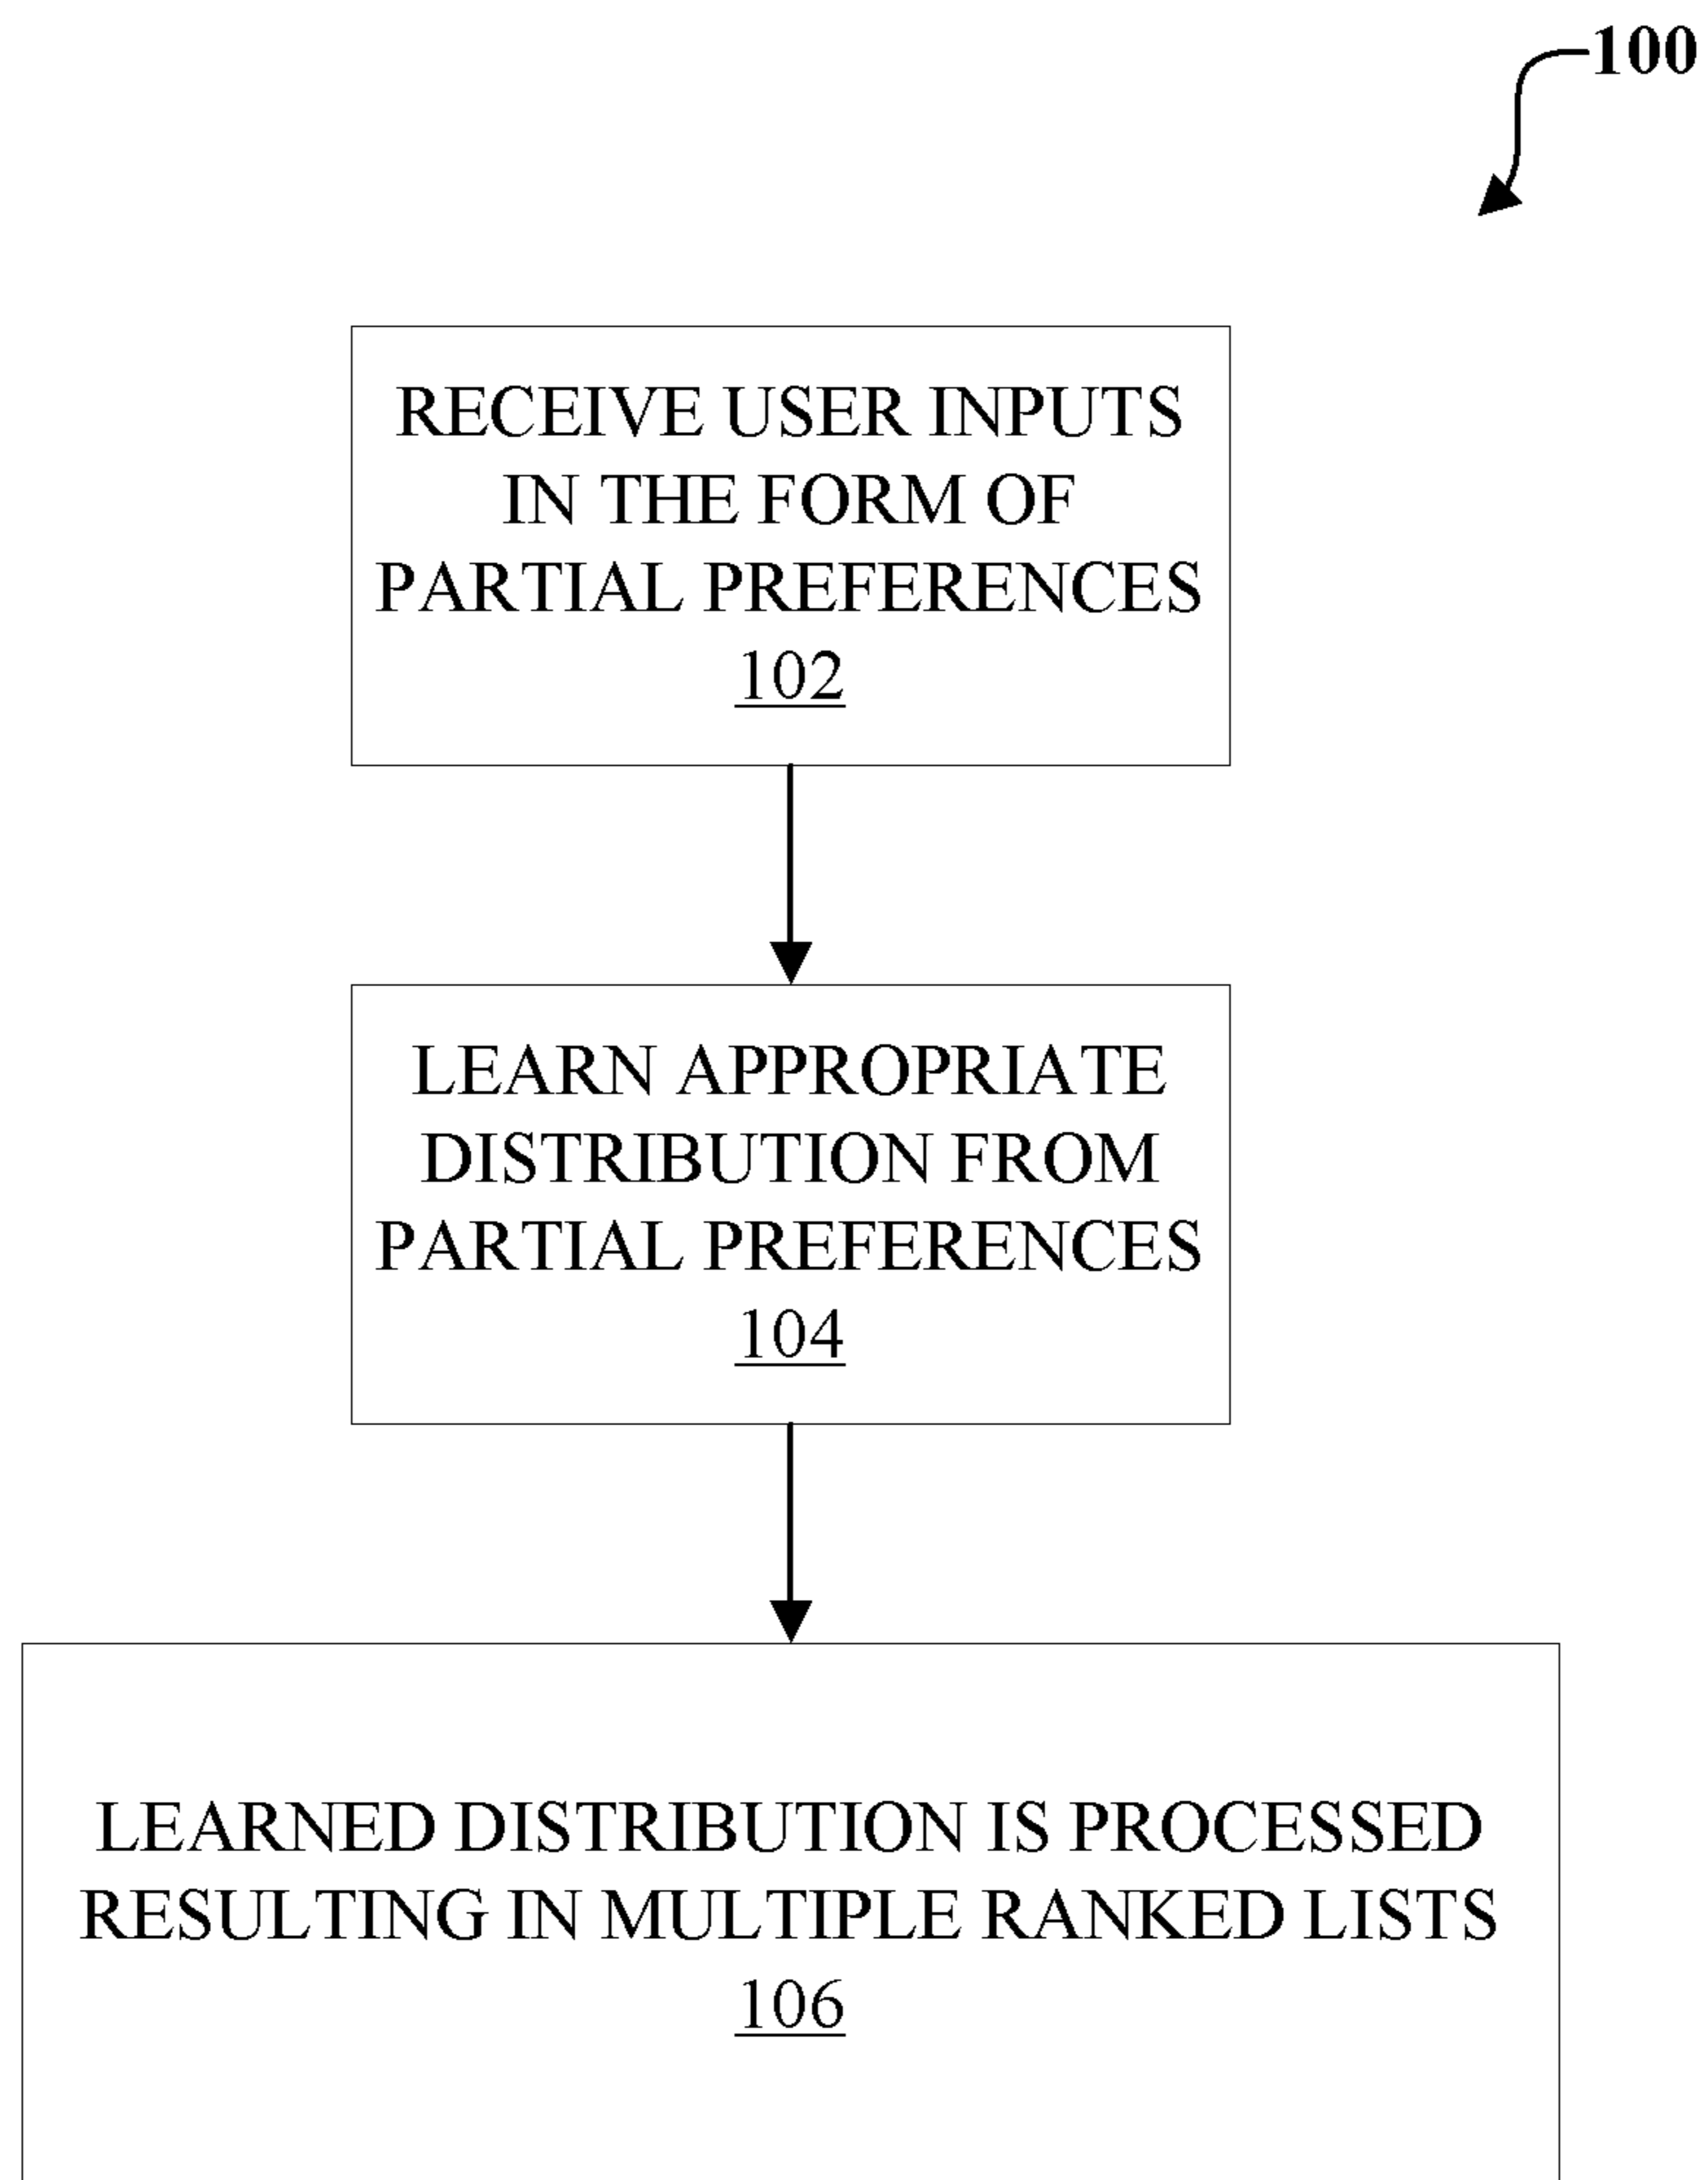 100
RECEIVE USER INPUTS
IN THE FORM OF
PARTIAL PREFERENCES
102
LEARN APPROPRIATE
DISTRIBUTION FROM
PARTIAL PREFERENCES
104
LEARNED DISTRIBUTION IS PROCESSED
RESULTING IN MULTIPLE RANKED LISTS
106